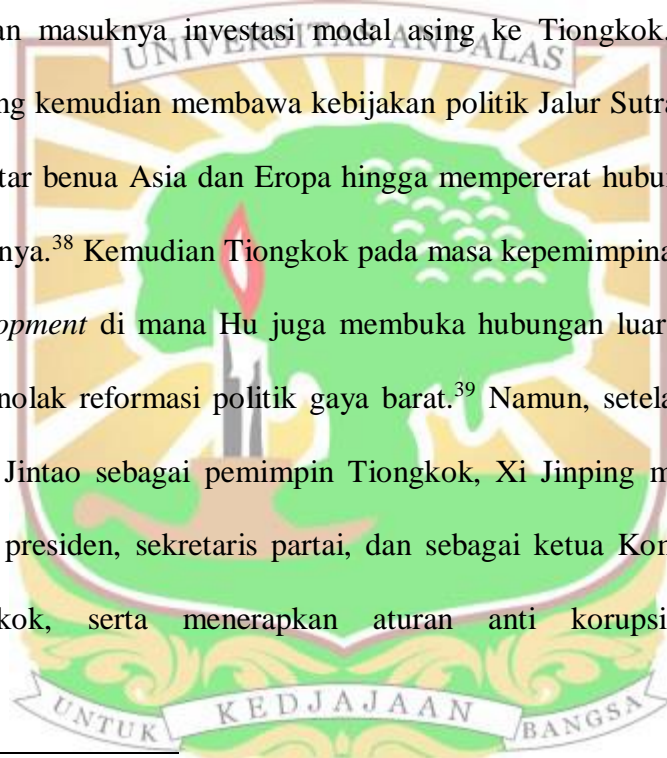 an masuknya investasi modal asing ke Tiongkok.
UNIVERSITAS ANDALAS
ng kemudian membawa kebijakan politik Jalur Sutra
tar benua Asia dan Eropa hingga mempererat hubu
nya.³⁸ Kemudian Tiongkok pada masa kepemimpina
opment di mana Hu juga membuka hubungan luar
nolak reformasi politik gaya barat.³⁹ Namun, setela
Jintao sebagai pemimpin Tiongkok, Xi Jinping m
presiden, sekretaris partai, dan sebagai ketua Kon
kok, serta menerapkan aturan anti korupsi
UNTUK KEDJAJAAN BANGSA